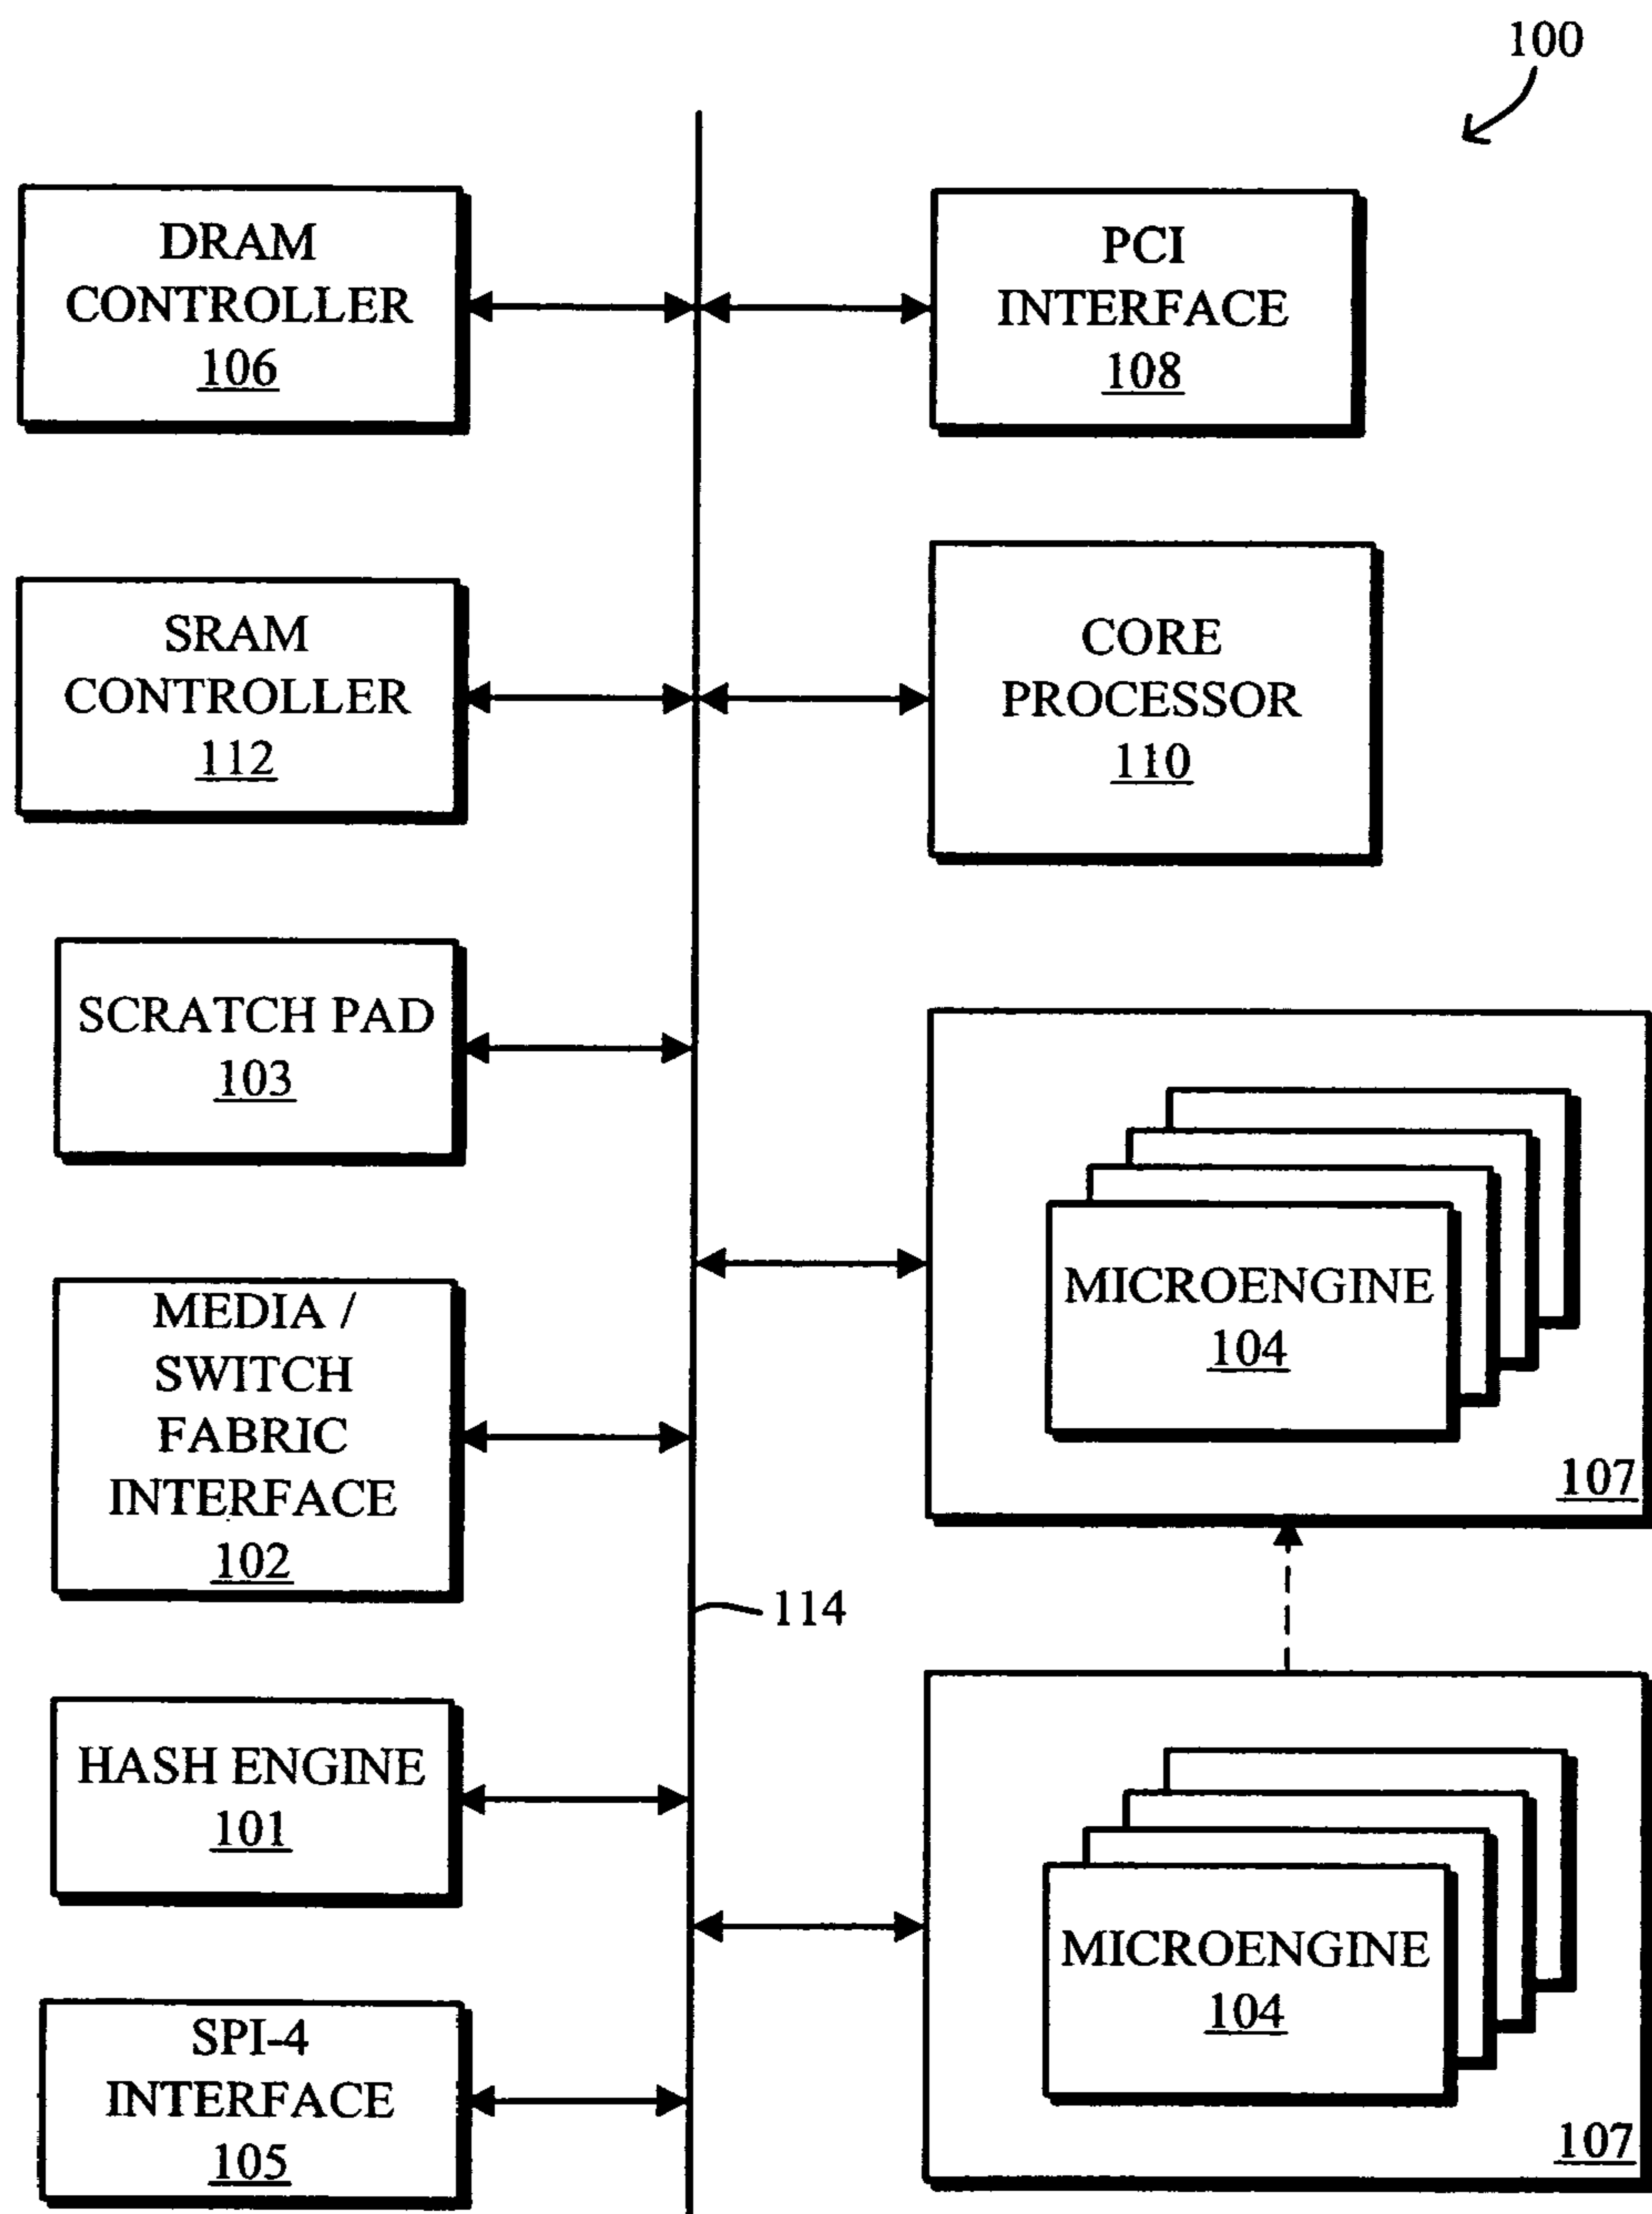 100
DRAM
CONTROLLER
106
PCI
INTERFACE
108
SRAM
CONTROLLER
112
CORE
PROCESSOR
110
SCRATCH PAD
103
MICROENGINE
104
107
MEDIA /
SWITCH
FABRIC
INTERFACE
102
114
HASH ENGINE
101
MICROENGINE
104
107
SPI-4
INTERFACE
105